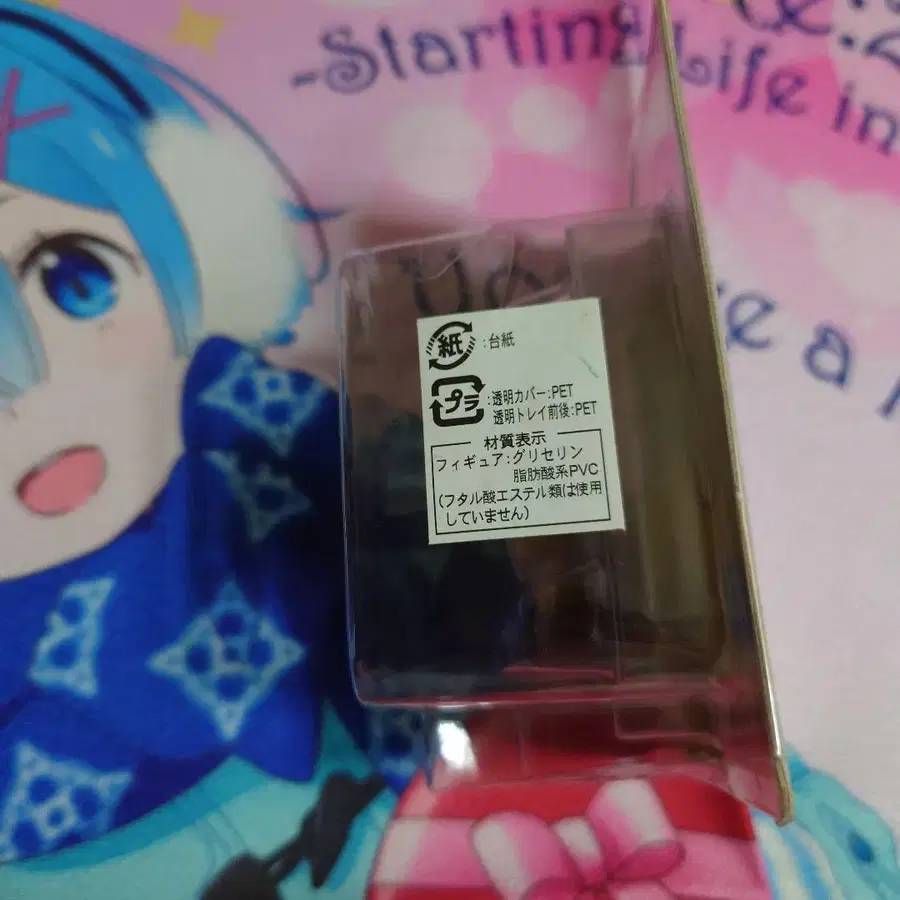 -Starting Life in
e a
紙 :台紙
プラ :透明カバー:PET
透明トレイ前後:PET
材質表示
フィギュア:グリセリン
脂肪酸系PVC
(フタル酸エステル類は使用
していません)